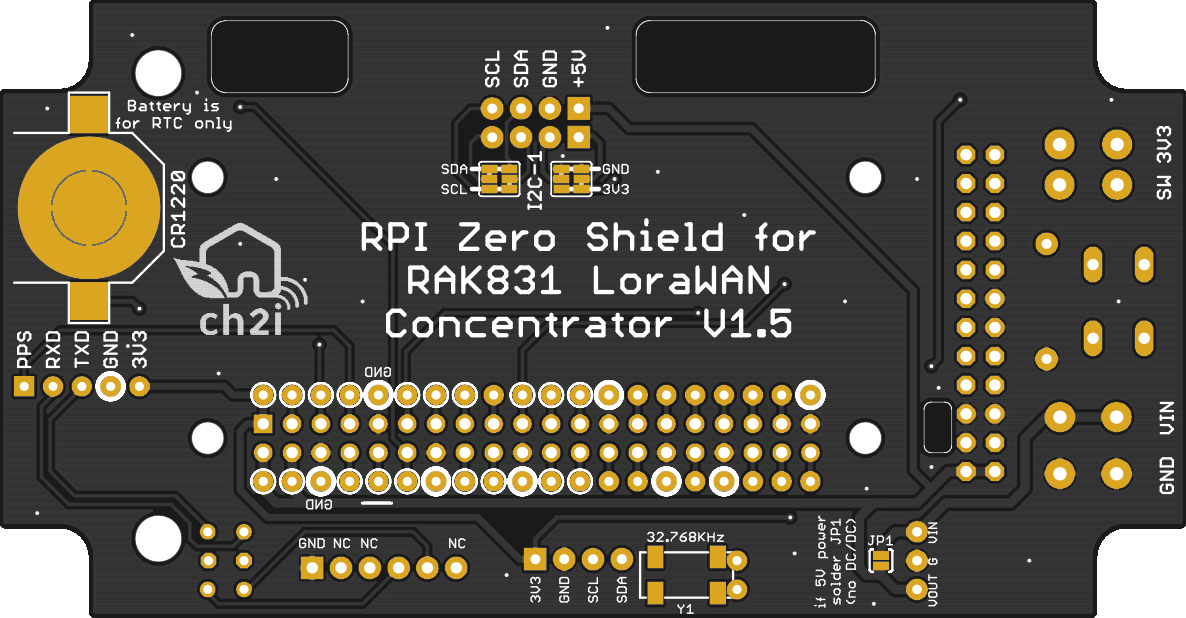 SCL
SDA
GND
+5V
Battery is
for RTC only
SW 3V3
SDA
SCL
I2C-1
GND
3V3
CR1220
RPI Zero Shield for
RAK831 LoraWAN
Concentrator V1.5
ch2i
PPS
RXD
TXD
GND
3V3
GND
VIN
GND
GND
GND NC NC NC
3V3
GND
SCL
SDA
32.768KHz
Y1
if 5V power
solder JP1
(no DC/DC)
JP1
VIN
G
VOUT